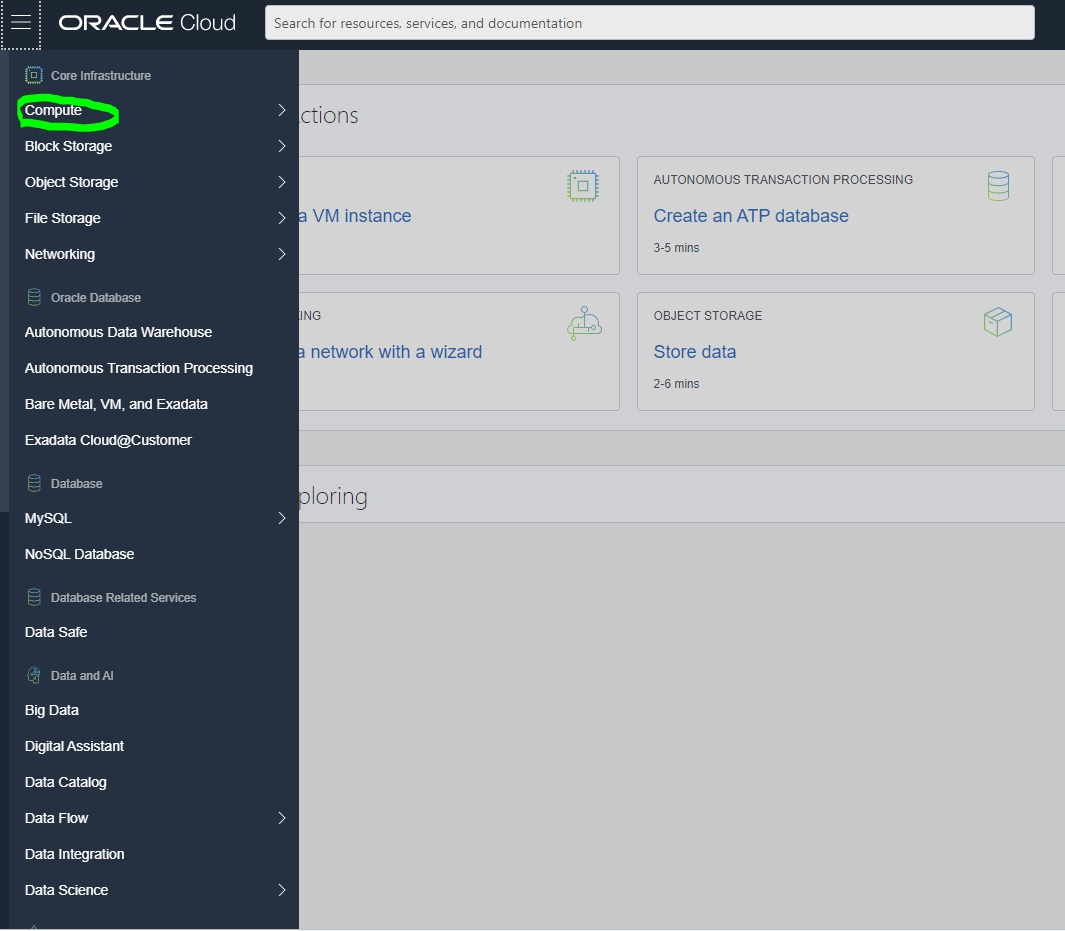 ORACLE Cloud
Search for resources, services, and documentation
Core Infrastructure
Compute
Block Storage
Object Storage
File Storage
Networking
Oracle Database
Autonomous Data Warehouse
Autonomous Transaction Processing
Bare Metal, VM, and Exadata
Exadata Cloud@Customer
Database
MySQL
NoSQL Database
Database Related Services
Data Safe
Data and AI
Big Data
Digital Assistant
Data Catalog
Data Flow
Data Integration
Data Science
ctions
a VM instance
AUTONOMOUS TRANSACTION PROCESSING
Create an ATP database
3-5 mins
KING
a network with a wizard
OBJECT STORAGE
Store data
2-6 mins
ploring